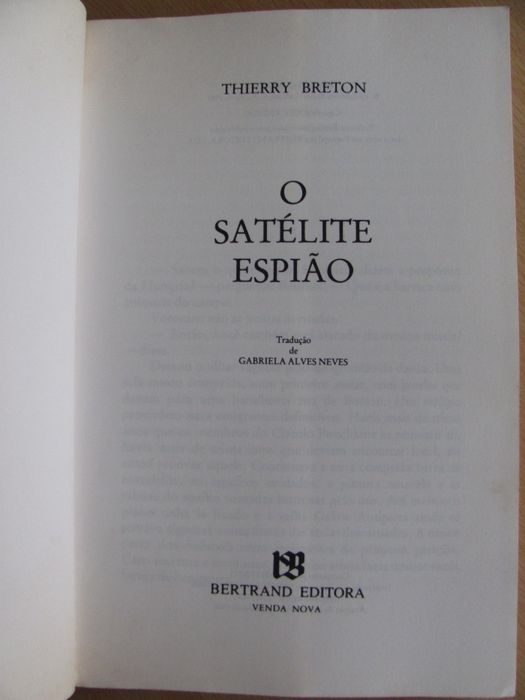 THIERRY BRETON
O
SATÉLITE
ESPIÃO
Tradução
de
GABRIELA ALVES NEVES
BERTRAND EDITORA
VENDA NOVA